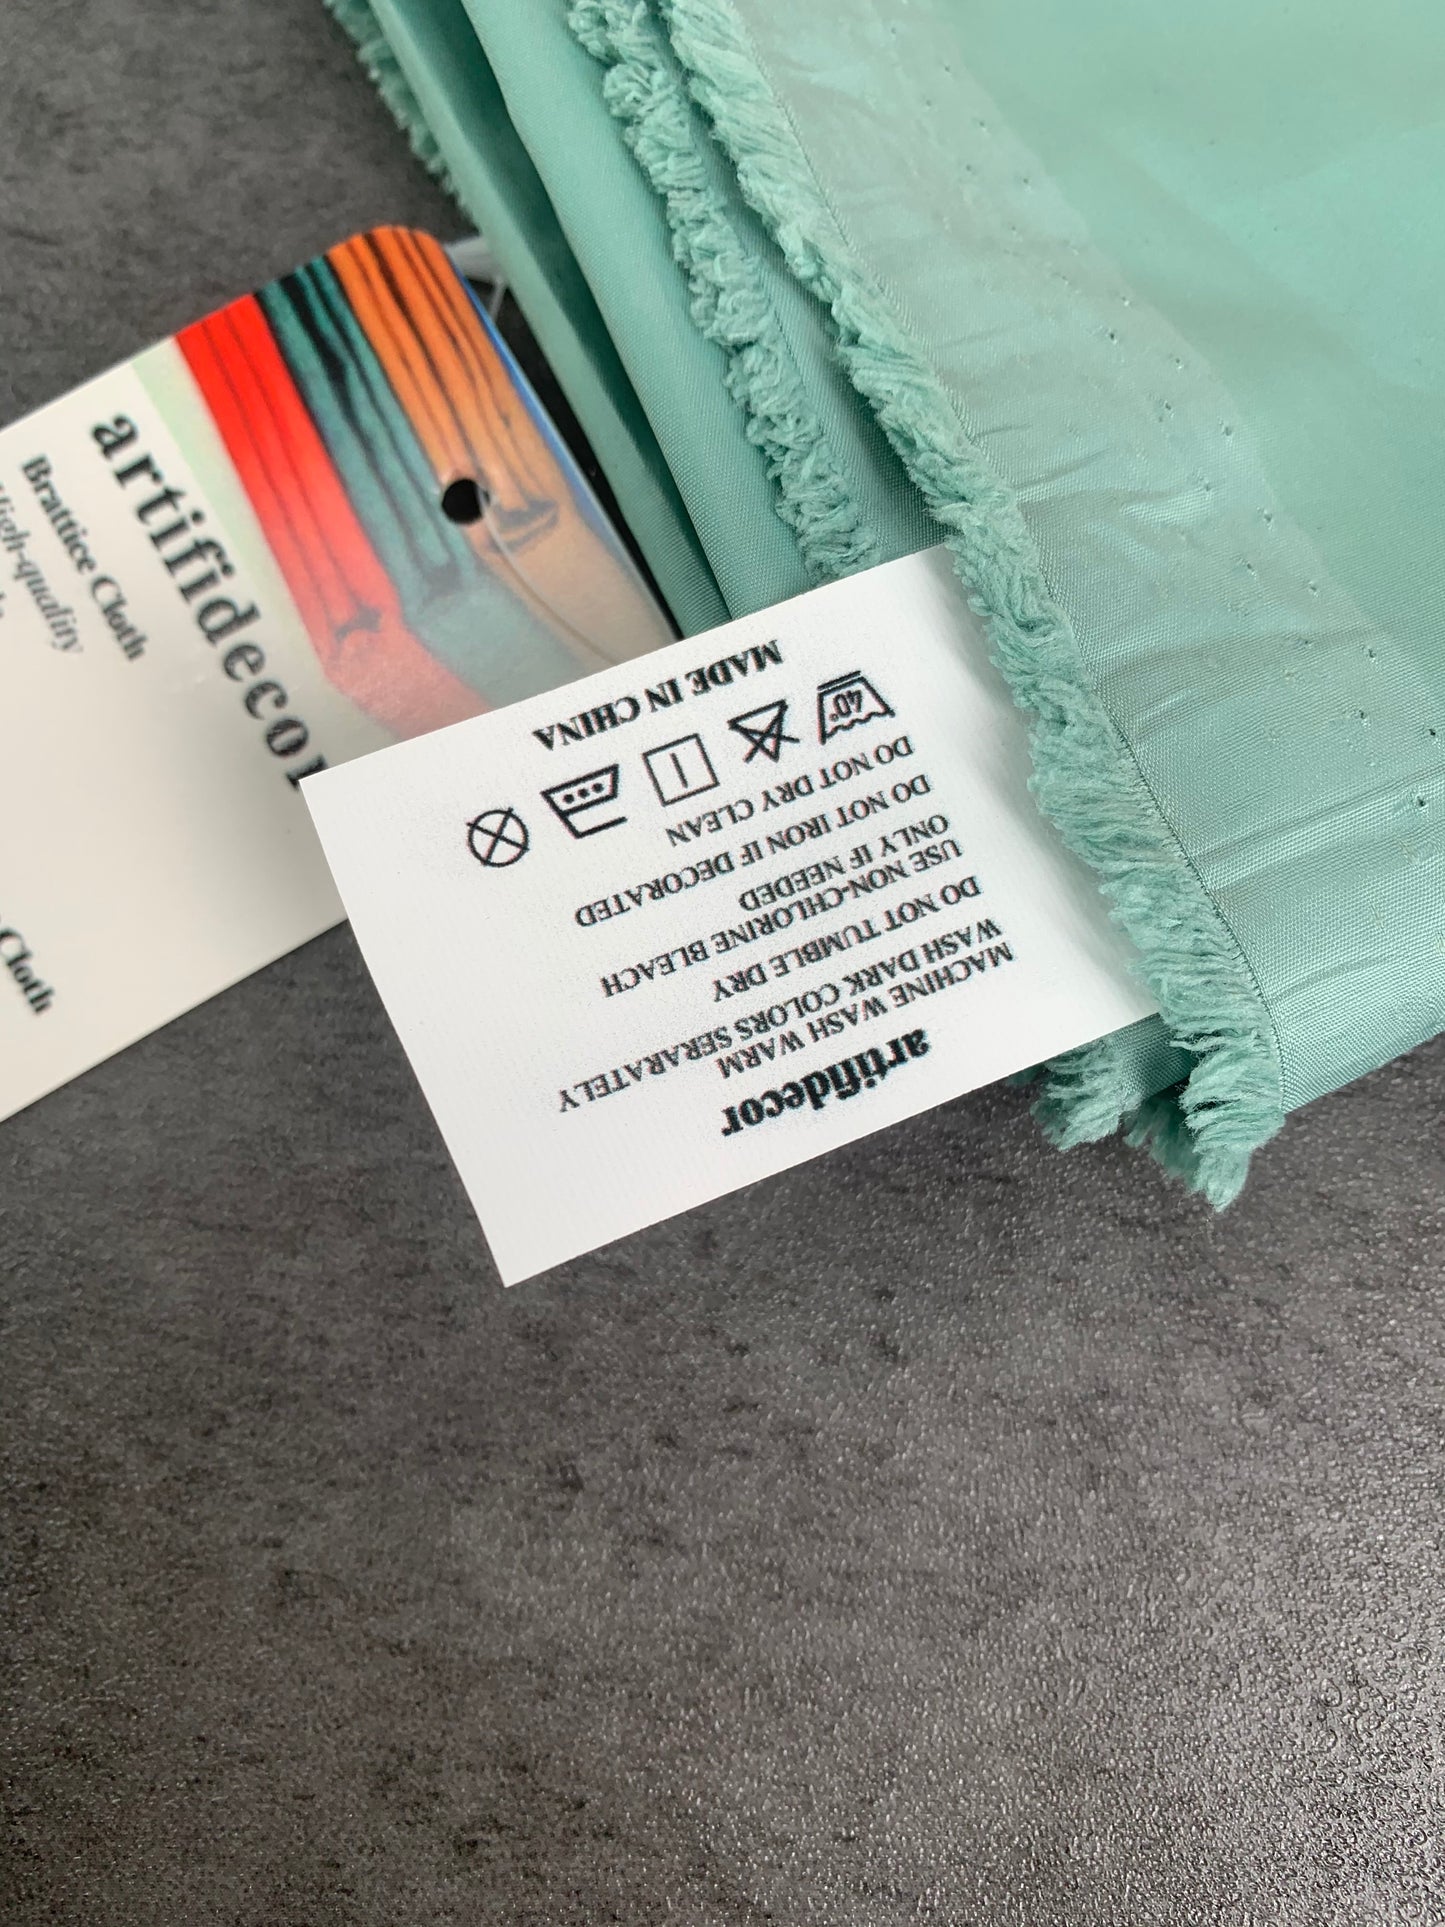 artifidecor
Brattice Cloth
High-quality
Cloth
artifidecor
MACHINE WASH WARM
WASH DARK COLORS SERARATELY
DO NOT TUMBLE DRY
USE NON-CHLORINE BLEACH
ONLY IF NEEDED
DO NOT IRON IF DECORATED
DO NOT DRY CLEAN
40°
MADE IN CHINA